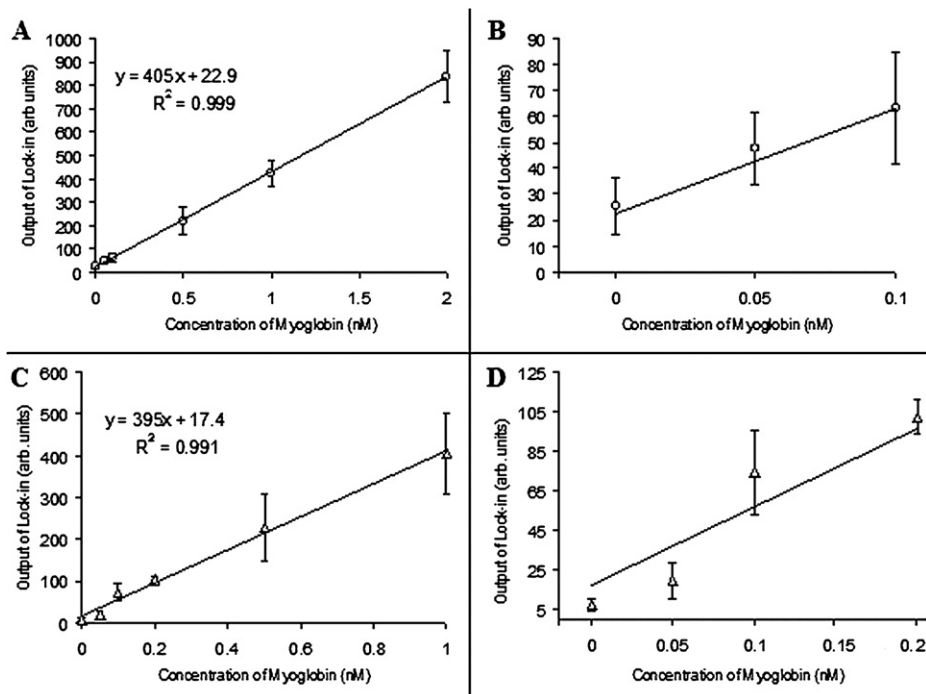 A
y = 405x + 22.9
R² = 0.999
Output of Lock-in (arb units)
1000
900
800
700
600
500
400
300
200
100
0
0 0.5 1 1.5 2
Concentration of Myoglobin (nM)
B
Output of Lock-in (arb units)
90
80
70
60
50
40
30
20
10
0
0 0.05 0.1
Concentration of Myoglobin (nM)
C
y = 395x + 17.4
R² = 0.991
Output of Lock-in (arb. units)
600
500
400
300
200
100
0
0 0.2 0.4 0.6 0.8 1
Concentration of Myoglobin (nM)
D
Output of Lock-in (arb. units)
125
105
85
65
45
25
5
0 0.05 0.1 0.15 0.2
Concentration of Myoglobin (nM)